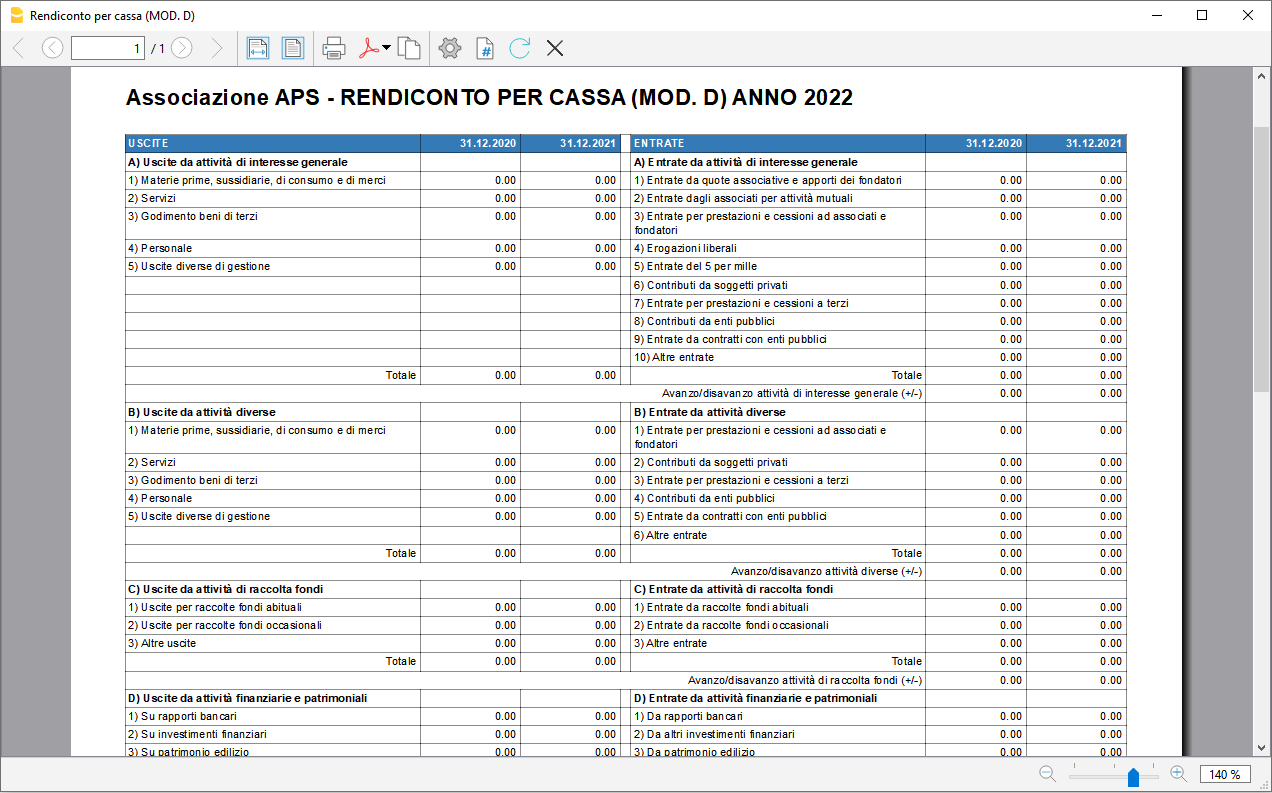 Rendiconto per cassa (MOD. D)
1 / 1
Associazione APS - RENDICONTO PER CASSA (MOD. D) ANNO 2022
USCITE 31.12.2020 31.12.2021 ENTRATE 31.12.2020 31.12.2021
A) Uscite da attività di interesse generale A) Entrate da attività di interesse generale
1) Materie prime, sussidiarie, di consumo e di merci 0.00 0.00 1) Entrate da quote associative e apporti dei fondatori 0.00 0.00
2) Servizi 0.00 0.00 2) Entrate dagli associati per attività mutuali 0.00 0.00
3) Godimento beni di terzi 0.00 0.00 3) Entrate per prestazioni e cessioni ad associati e 0.00 0.00
fondatori
4) Personale 0.00 0.00 4) Erogazioni liberali 0.00 0.00
5) Uscite diverse di gestione 0.00 0.00 5) Entrate del 5 per mille 0.00 0.00
6) Contributi da soggetti privati 0.00 0.00
7) Entrate per prestazioni e cessioni a terzi 0.00 0.00
8) Contributi da enti pubblici 0.00 0.00
9) Entrate da contratti con enti pubblici 0.00 0.00
10) Altre entrate 0.00 0.00
Totale 0.00 0.00 Totale 0.00 0.00
Avanzo/disavanzo attività di interesse generale (+/-) 0.00 0.00
B) Uscite da attività diverse B) Entrate da attività diverse
1) Materie prime, sussidiarie, di consumo e di merci 0.00 0.00 1) Entrate per prestazioni e cessioni ad associati e 0.00 0.00
fondatori
2) Servizi 0.00 0.00 2) Contributi da soggetti privati 0.00 0.00
3) Godimento beni di terzi 0.00 0.00 3) Entrate per prestazioni e cessioni a terzi 0.00 0.00
4) Personale 0.00 0.00 4) Contributi da enti pubblici 0.00 0.00
5) Uscite diverse di gestione 0.00 0.00 5) Entrate da contratti con enti pubblici 0.00 0.00
6) Altre entrate 0.00 0.00
Totale 0.00 0.00 Totale 0.00 0.00
Avanzo/disavanzo attività diverse (+/-) 0.00 0.00
C) Uscite da attività di raccolta fondi C) Entrate da attività di raccolta fondi
1) Uscite per raccolte fondi abituali 0.00 0.00 1) Entrate da raccolte fondi abituali 0.00 0.00
2) Uscite per raccolte fondi occasionali 0.00 0.00 2) Entrate da raccolte fondi occasionali 0.00 0.00
3) Altre uscite 0.00 0.00 3) Altre entrate 0.00 0.00
Totale 0.00 0.00 Totale 0.00 0.00
Avanzo/disavanzo attività di raccolta fondi (+/-) 0.00 0.00
D) Uscite da attività finanziarie e patrimoniali D) Entrate da attività finanziarie e patrimoniali
1) Su rapporti bancari 0.00 0.00 1) Da rapporti bancari 0.00 0.00
2) Su investimenti finanziari 0.00 0.00 2) Da altri investimenti finanziari 0.00 0.00
3) Su patrimonio edilizio 0.00 0.00 3) Da patrimonio edilizio 0.00 0.00
140 %